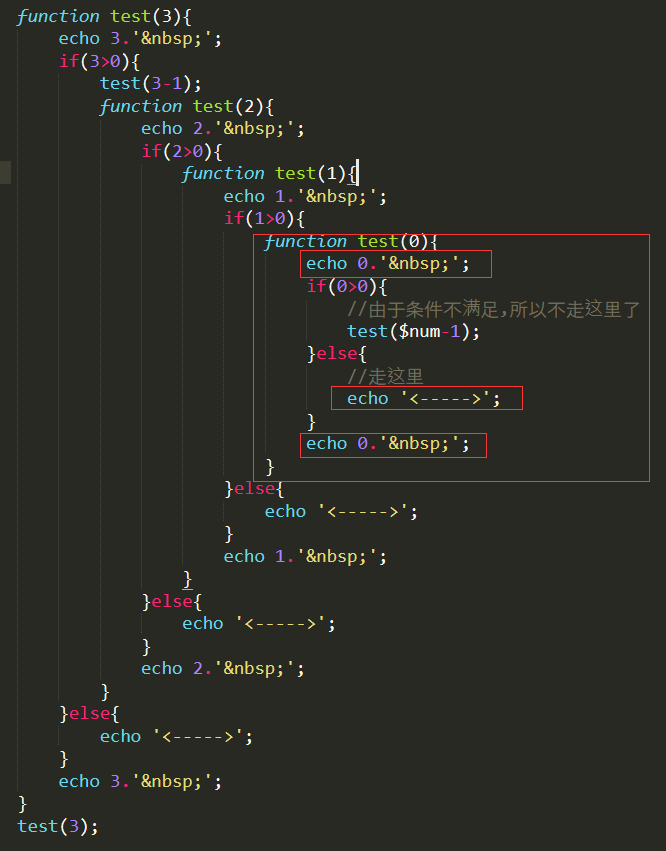 function test(3){
echo 3.'&nbsp;';
if(3>0){
test(3-1);
function test(2){
echo 2.'&nbsp;';
if(2>0){
function test(1){
echo 1.'&nbsp;';
if(1>0){
function test(0){
echo 0.'&nbsp;';
if(0>0){
//由于条件不满足,所以不走这里了
test($num-1);
}else{
//走这里
echo '<----->';
}
echo 0.'&nbsp;';
}
}else{
echo '<----->';
}
echo 1.'&nbsp;';
}
}else{
echo '<----->';
}
echo 2.'&nbsp;';
}
}else{
echo '<----->';
}
echo 3.'&nbsp;';
}
test(3);